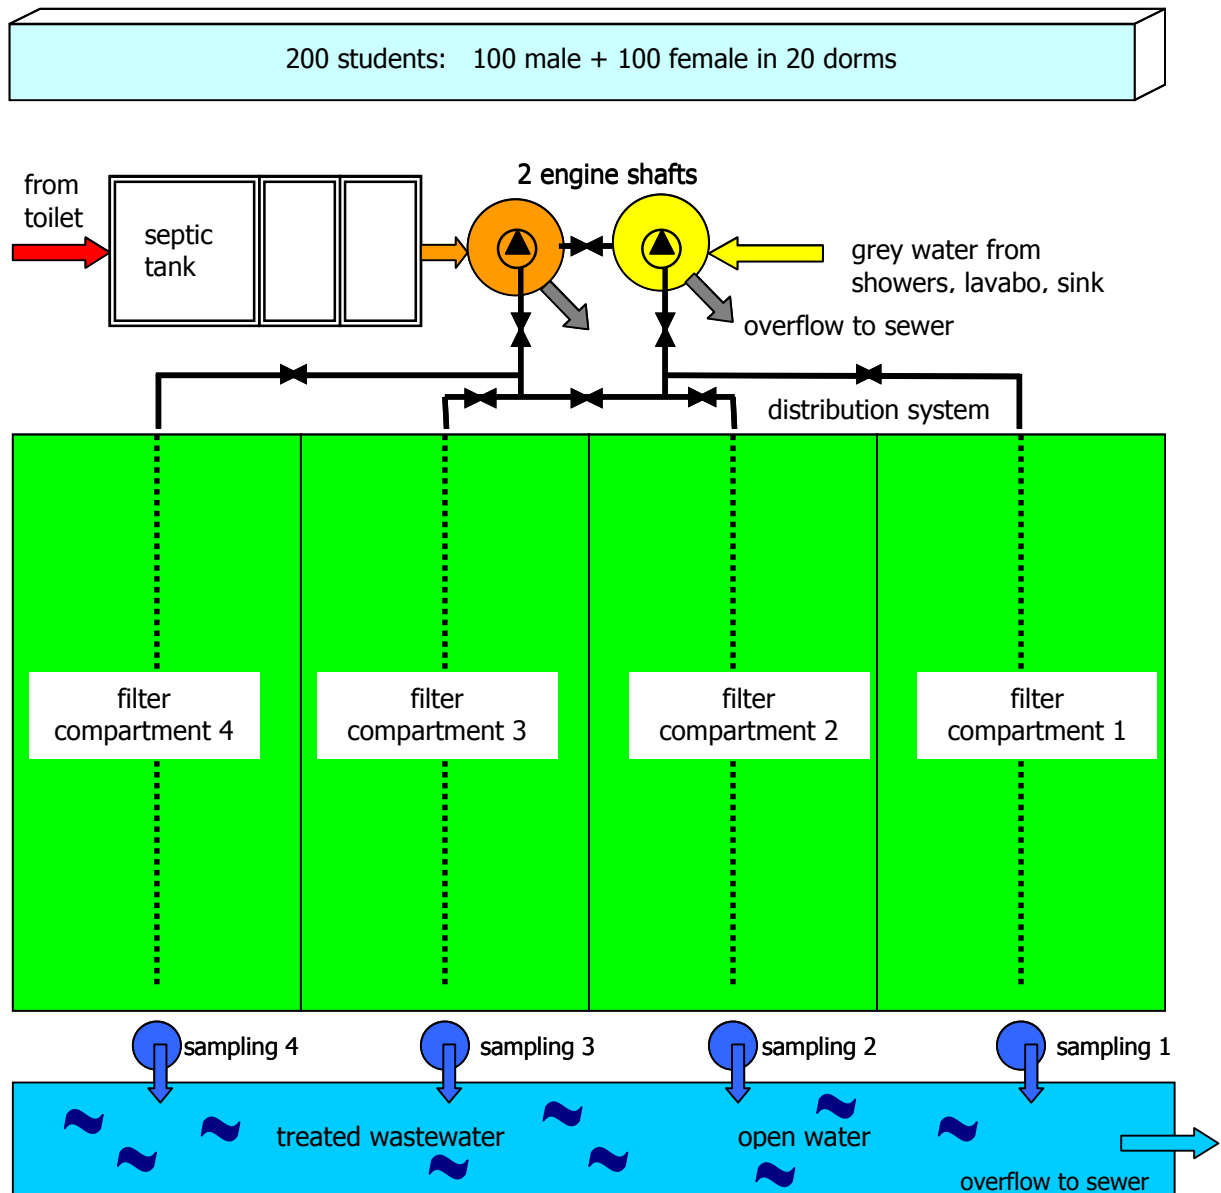 200 students: 100 male + 100 female in 20 dorms
2 engine shafts
from
toilet
septic
tank
grey water from
showers, lavabo, sink
overflow to sewer
distribution system
filter
compartment 4
filter
compartment 3
filter
compartment 2
filter
compartment 1
sampling 4
sampling 3
sampling 2
sampling 1
treated wastewater
open water
overflow to sewer